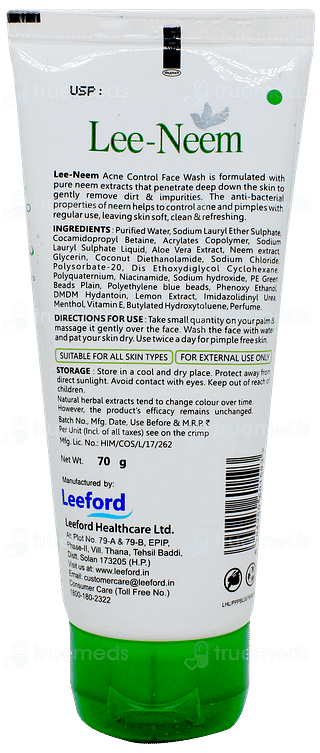 USP :
Lee-Neem
Lee-Neem Acne Control Face Wash is formulated with
pure neem extracts that penetrate deep down the skin to
gently remove dirt & impurities. The anti-bacterial
properties of neem helps to control acne and pimples with
regular use, leaving skin soft, clean & refreshing.
INGREDIENTS : Purified Water, Sodium Lauryl Ether Sulphate,
Cocamidopropyl Betaine, Acrylates Copolymer, Sodium
Lauryl Sulphate Liquid, Aloe Vera Extract, Neem extract,
Glycerin, Coconut Diethanolamide, Sodium Chloride,
Polysorbate-20, Dis Ethoxydiglycol Cyclohexane,
Polyquaternium, Niacinamide, Sodium hydroxide, PE Green
Beads Plain, Polyethylene blue beads, Phenoxy Ethanol,
DMDM Hydantoin, Lemon Extract, Imidazolidinyl Urea,
Menthol, Vitamin E, Butylated Hydroxytoluene, Perfume.
DIRECTIONS FOR USE : Take small quantity on your palm &
massage it gently over the face. Wash the face with water
and pat your skin dry. Use twice a day for pimple free skin.
SUITABLE FOR ALL SKIN TYPES FOR EXTERNAL USE ONLY
STORAGE : Store in a cool and dry place. Protect away from
direct sunlight. Avoid contact with eyes. Keep out of reach of
children.
Natural herbal extracts tend to change colour over time.
However, the product's efficacy remains unchanged.
Batch No., Mfg. Date, Use Before & M.R.P. ₹
Per Unit (Incl. of all taxes) see on the crimp
Mfg. Lic. No.: HIM/COS/L/17/262
Net Wt. 70 g
Manufactured by:
Leeford
Leeford Healthcare Ltd.
At: Plot No. 79-A & 79-B, EPIP,
Phase-II, Vill. Thana, Tehsil Baddi,
Distt. Solan 173205 (H.P.)
Visit us at: www.leeford.in
Email: customercare@leeford.in
Consumer Care (Toll Free No.)
1800-180-2322
truemeds